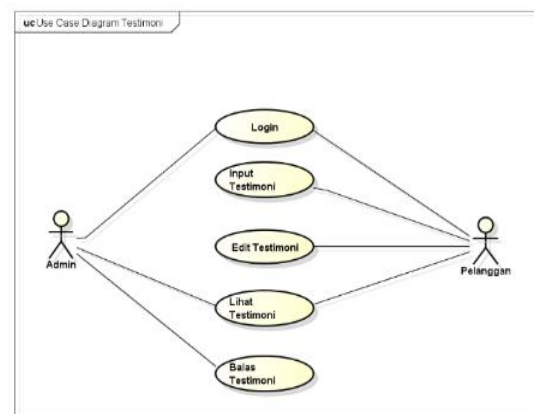 uc Use Case Diagram Testimoni
Login
Input
Testimoni
Edit Testimoni
Admin
Pelanggan
Lihat
Testimoni
Balas
Testimoni